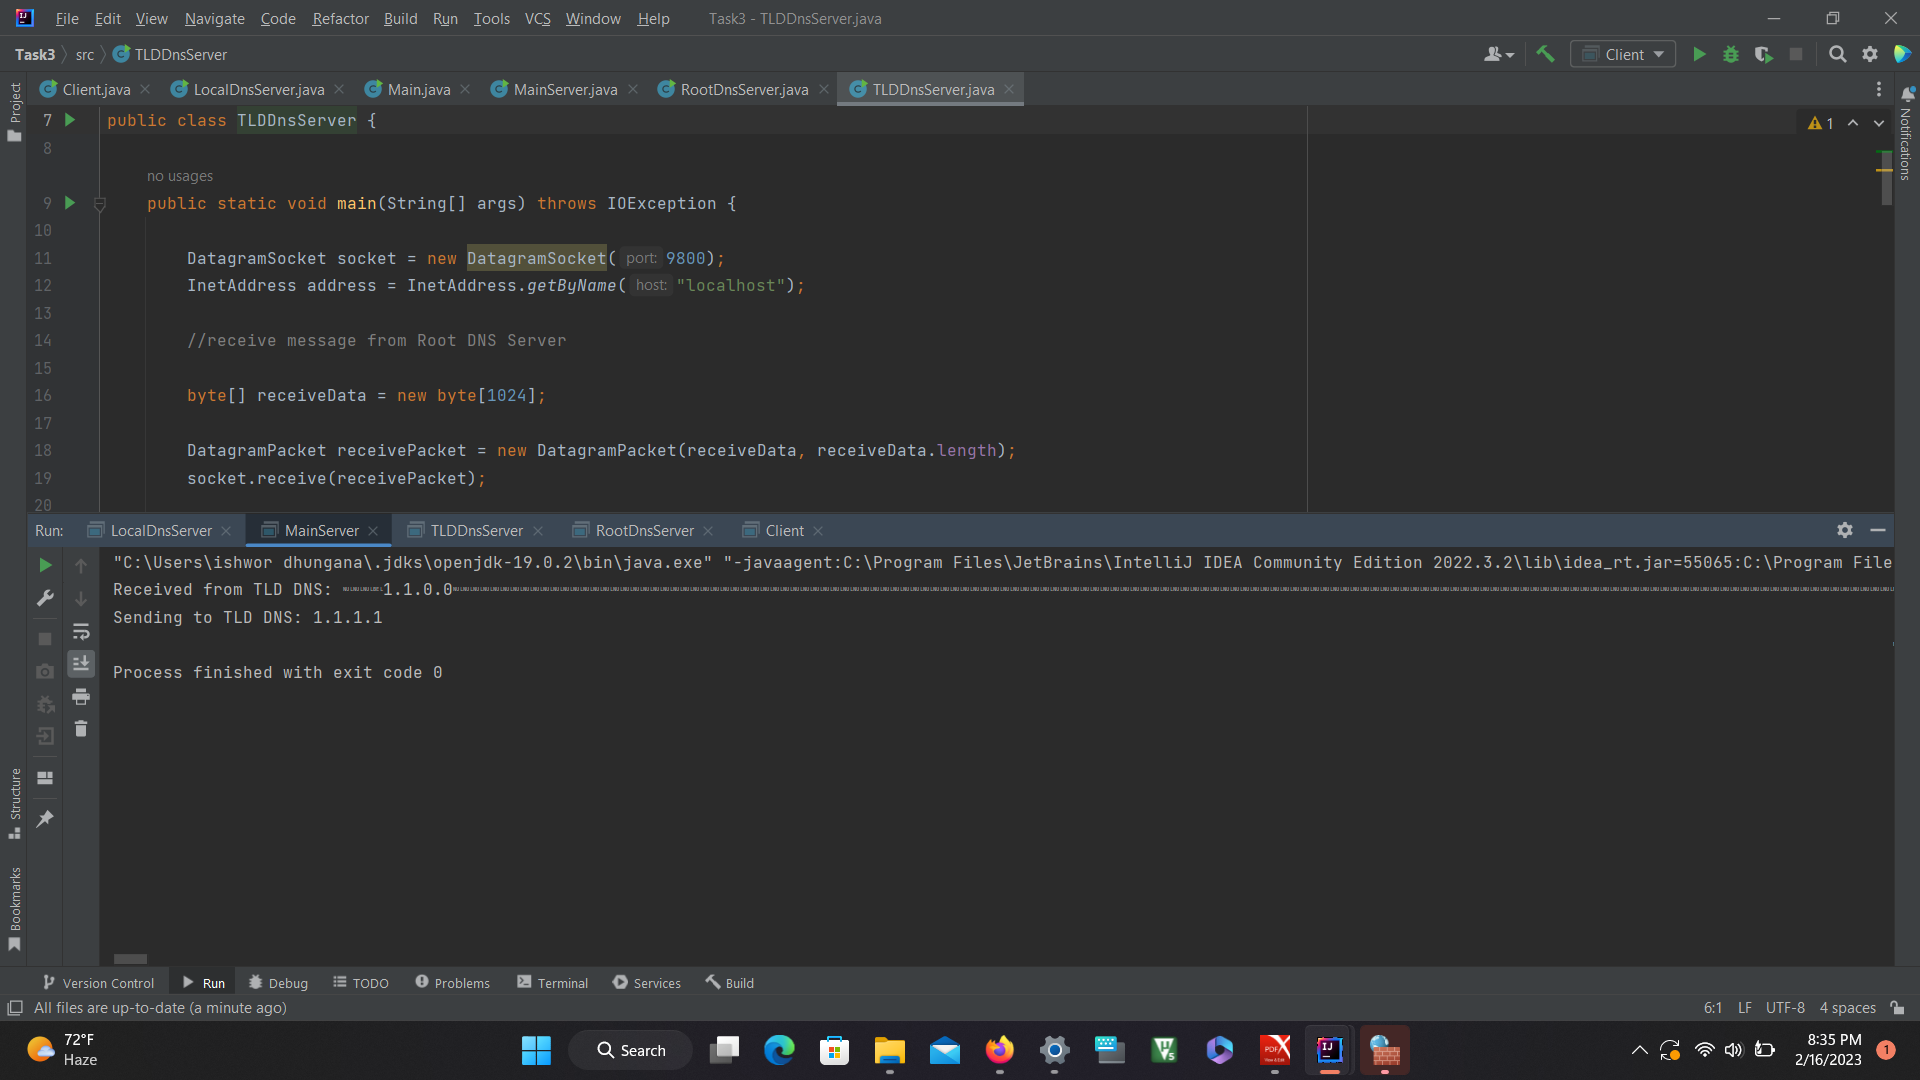 File Edit View Navigate Code Refactor Build Run Tools VCS Window Help Task3 - TLDDnsServer.java
Task3 src TLDDnsServer Client
Client.java LocalDnsServer.java Main.java MainServer.java RootDnsServer.java TLDDnsServer.java
Project
Notifications
7 public class TLDDnsServer { 1
8
no usages
9 public static void main(String[] args) throws IOException {
10
11 DatagramSocket socket = new DatagramSocket( port: 9800);
12 InetAddress address = InetAddress.getByName( host: "localhost");
13
14 //receive message from Root DNS Server
15
16 byte[] receiveData = new byte[1024];
17
18 DatagramPacket receivePacket = new DatagramPacket(receiveData, receiveData.length);
19 socket.receive(receivePacket);
20
Run: LocalDnsServer MainServer TLDDnsServer RootDnsServer Client
"C:\Users\ishwor dhungana\.jdks\openjdk-19.0.2\bin\java.exe" "-javaagent:C:\Program Files\JetBrains\IntelliJ IDEA Community Edition 2022.3.2\lib\idea_rt.jar=55065:C:\Program File
Received from TLD DNS: 1.1.0.0
Sending to TLD DNS: 1.1.1.1
Process finished with exit code 0
Structure
Bookmarks
Version Control Run Debug TODO Problems Terminal Services Build
All files are up-to-date (a minute ago) 6:1 LF UTF-8 4 spaces
72°F
Haze
Search
8:35 PM
2/16/2023
1